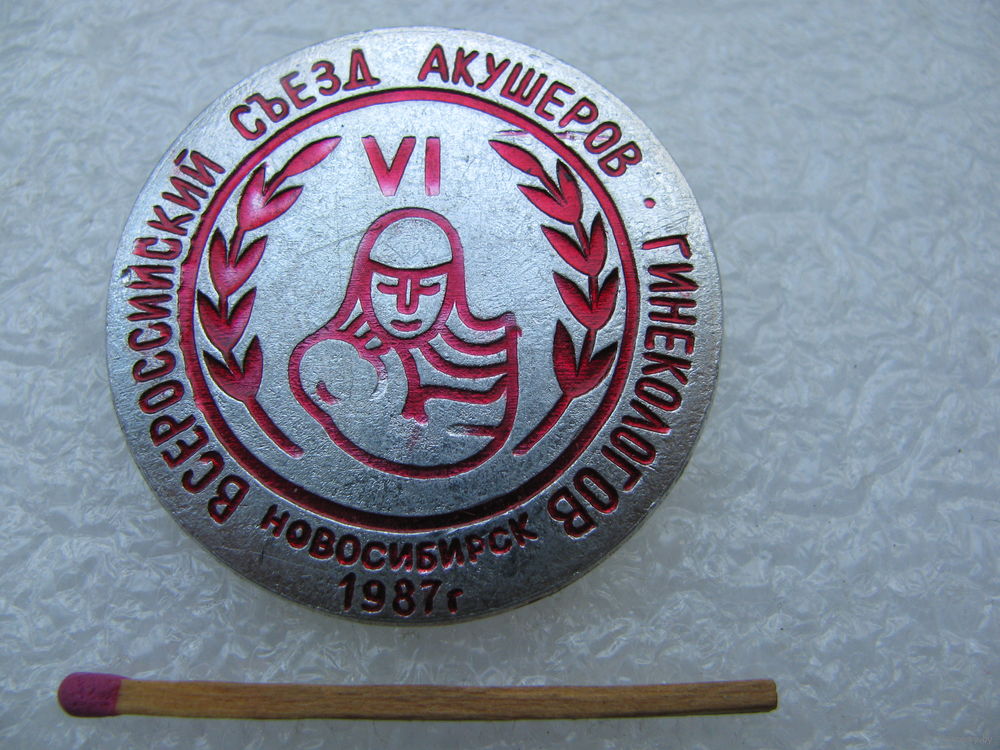 ВСЕРОССИЙСКИЙ СЪЕЗД АКУШЕРОВ · ГИНЕКОЛОГОВ
VI
НОВОСИБИРСК
1987г